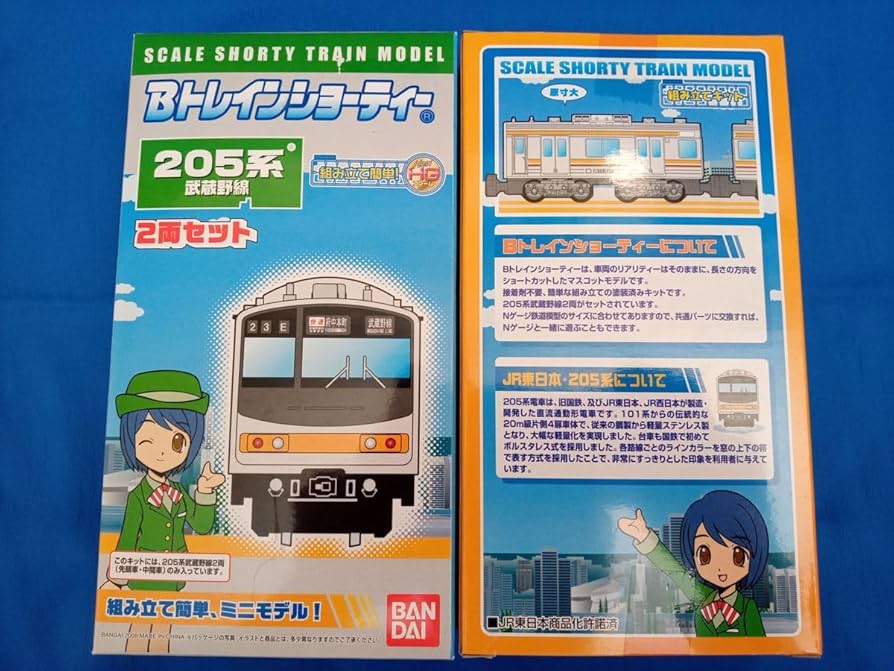 SCALE SHORTY TRAIN MODEL
Bトレインショーティー®
205系
武蔵野線
組み立て簡単!
New HG
2両セット
23E
快速
府中本町
武蔵野線
このキットには、205系武蔵野線2両
(先頭車・中間車)のみ入っています。
組み立て簡単、ミニモデル!
BAN
DAI
SCALE SHORTY TRAIN MODEL
原寸大
組み立てキット
Bトレインショーティーについて
Bトレインショーティーは、車両のリアリティーはそのままに、長さの方向を
ショートカットしたマスコットモデルです。
接着剤不要、簡単な組み立ての塗装済みキットです。
205系武蔵野線2両がセットされています。
Nゲージ鉄道模型のサイズに合わせてありますので、共通パーツに交換すれば、
Nゲージと一緒に遊ぶこともできます。
JR東日本・205系について
205系電車は、旧国鉄、及びJR東日本、JR西日本が製造・
開発した直流通勤形電車です。101系からの伝統的な
20m級片側4扉車体で、従来の鋼製から軽量ステンレス製
となり、大幅な軽量化を実現しました。台車も国鉄で初めて
ボルスタレス式を採用しました。各路線ごとのラインカラーを窓の上下の帯
で表す方式を採用したことで、非常にすっきりとした印象を利用者に与えて
います。
■JR東日本商品化許諾済